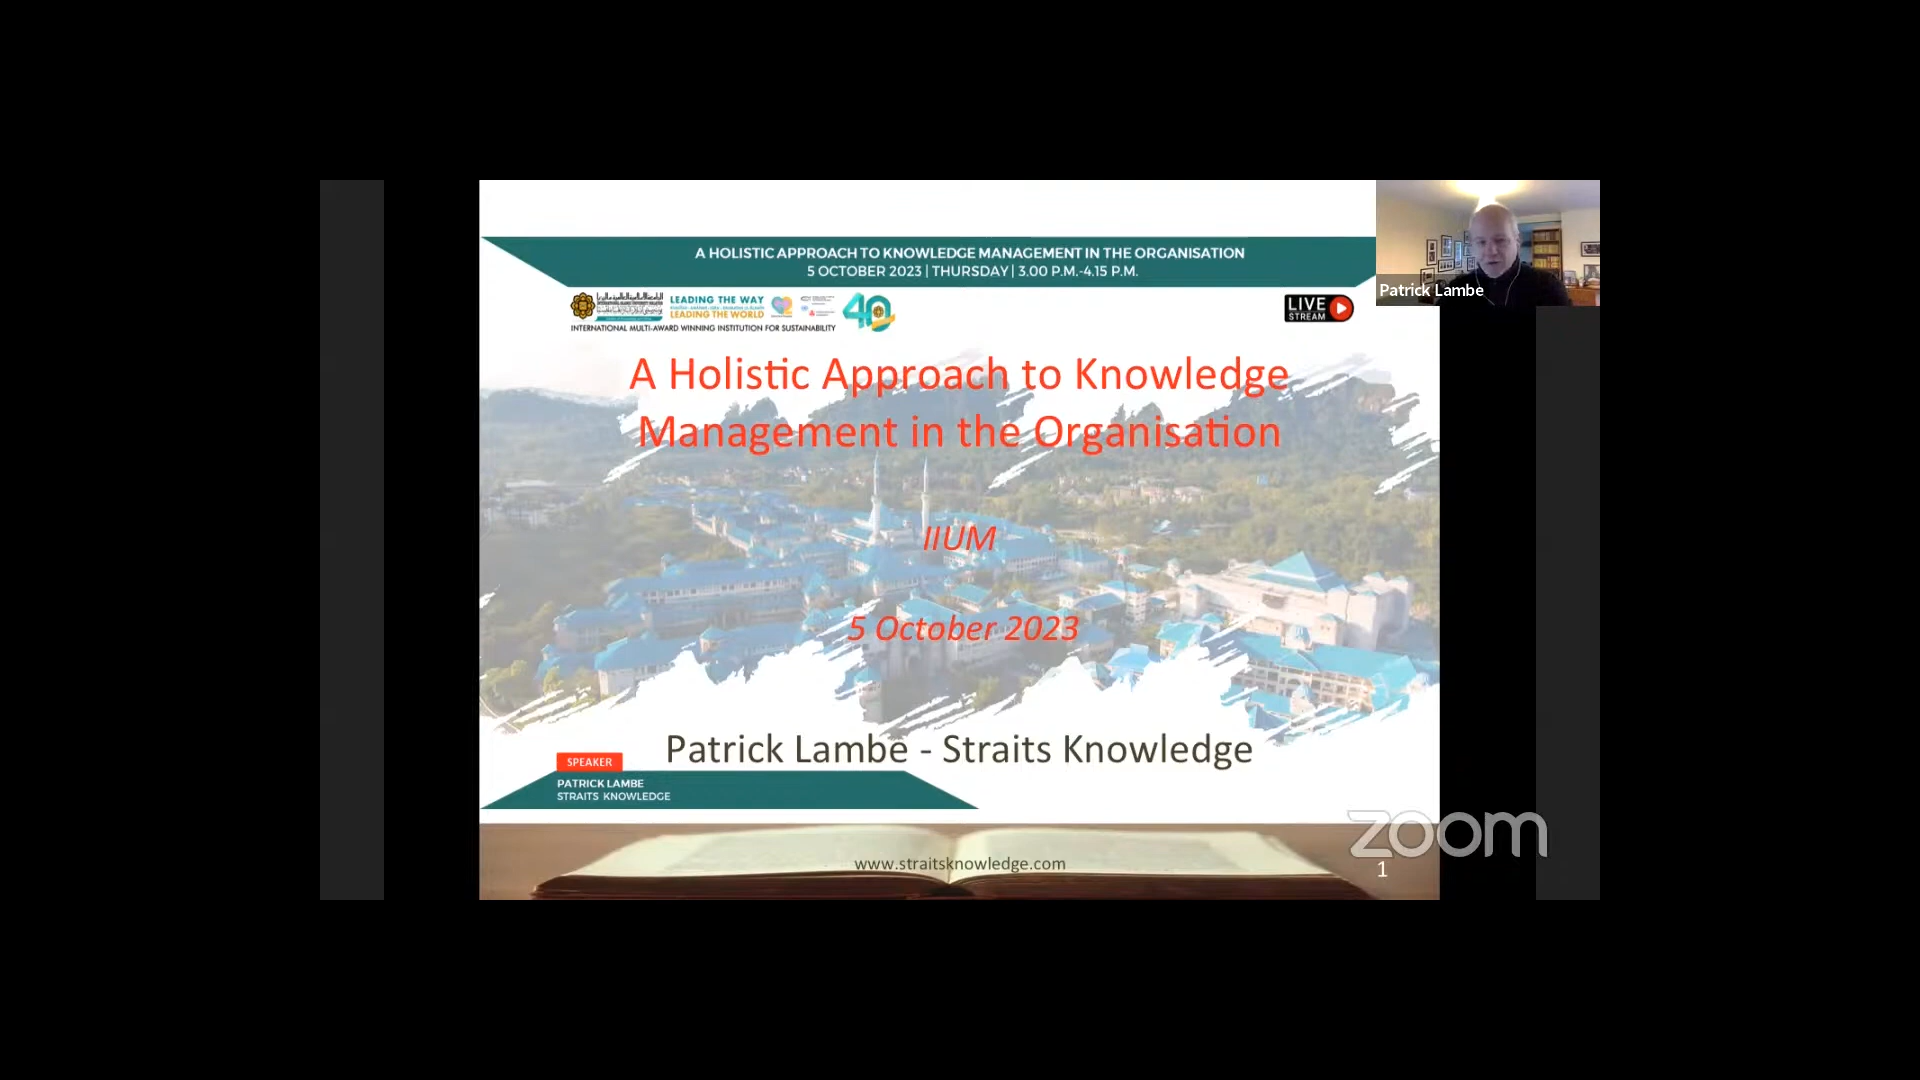 A HOLISTIC APPROACH TO KNOWLEDGE MANAGEMENT IN THE ORGANISATION
5 OCTOBER 2023 | THURSDAY | 3.00 P.M.-4.15 P.M.
Patrick Lambe
LEADING THE WAY
LEADING THE WORLD
40
INTERNATIONAL MULTI-AWARD WINNING INSTITUTION FOR SUSTAINABILITY
LIVE
STREAM
A Holistic Approach to Knowledge
Management in the Organisation
IIUM
5 October 2023
Patrick Lambe - Straits Knowledge
SPEAKER
PATRICK LAMBE
STRAITS KNOWLEDGE
zoom
www.straitsknowledge.com
1